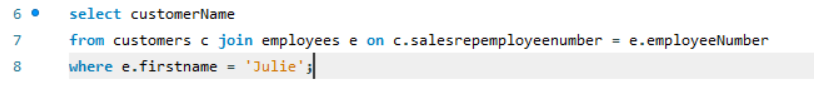 6 select customerName
7 from customers c join employees e on c.salesrepemployeenumber = e.employeeNumber
8 where e.firstname = 'Julie';